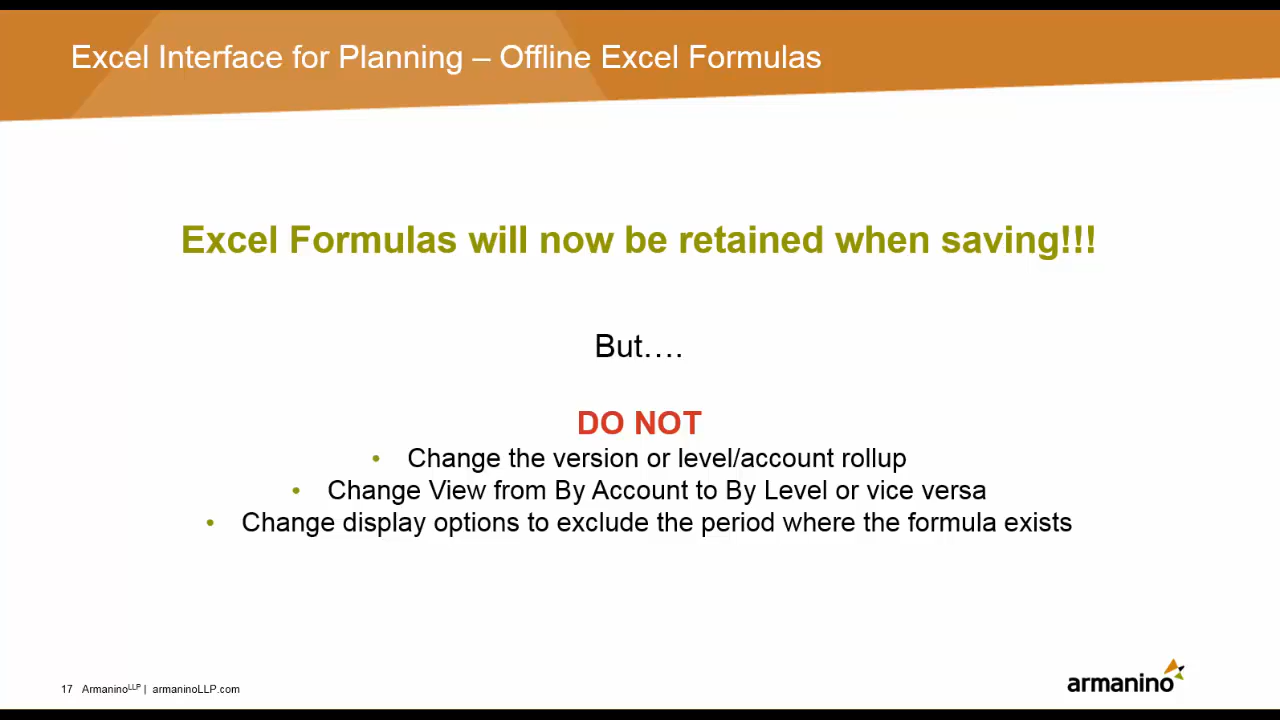 Excel Interface for Planning – Offline Excel Formulas
Excel Formulas will now be retained when saving!!!
But….
DO NOT
• Change the version or level/account rollup
• Change View from By Account to By Level or vice versa
• Change display options to exclude the period where the formula exists
17 ArmaninoLLP | armaninoLLP.com
armanino